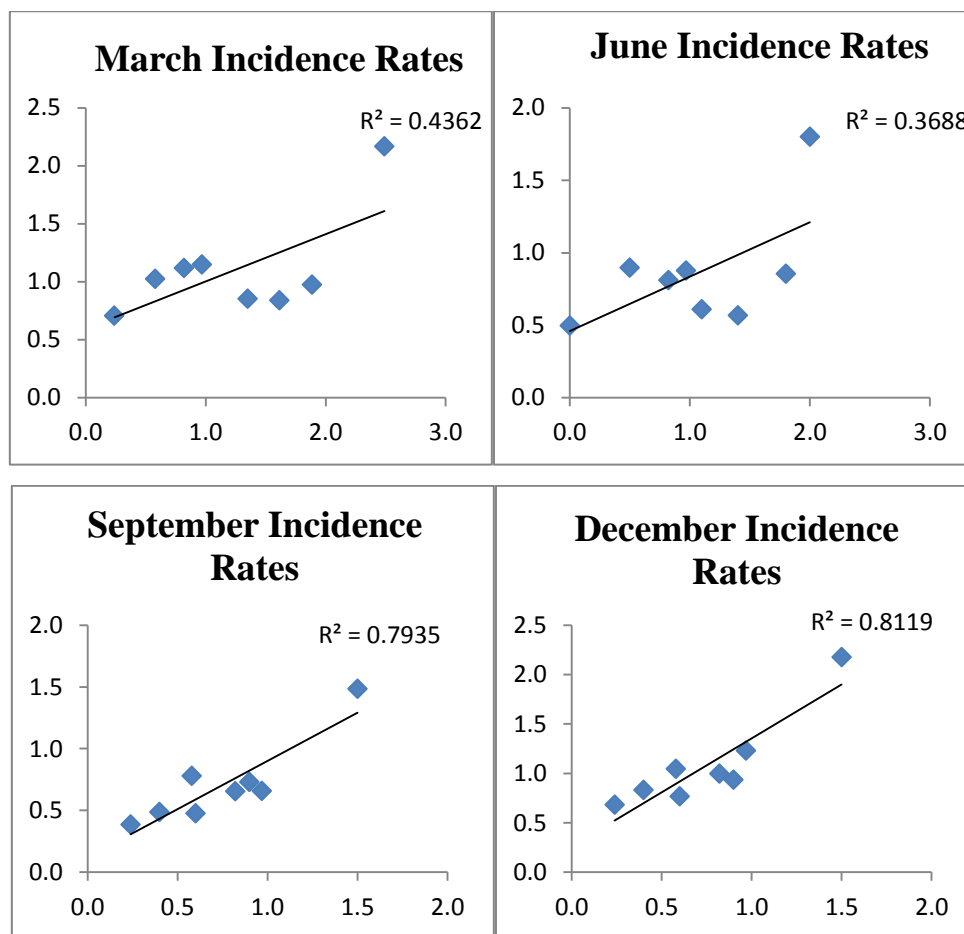 March Incidence Rates
R² = 0.4362
2.5
2.0
1.5
1.0
0.5
0.0
0.0 1.0 2.0 3.0
June Incidence Rates
R² = 0.3688
2.0
1.5
1.0
0.5
0.0
0.0 1.0 2.0 3.0
September Incidence
Rates
R² = 0.7935
2.0
1.5
1.0
0.5
0.0
0.0 0.5 1.0 1.5 2.0
December Incidence
Rates
R² = 0.8119
2.5
2.0
1.5
1.0
0.5
0.0
0.0 0.5 1.0 1.5 2.0